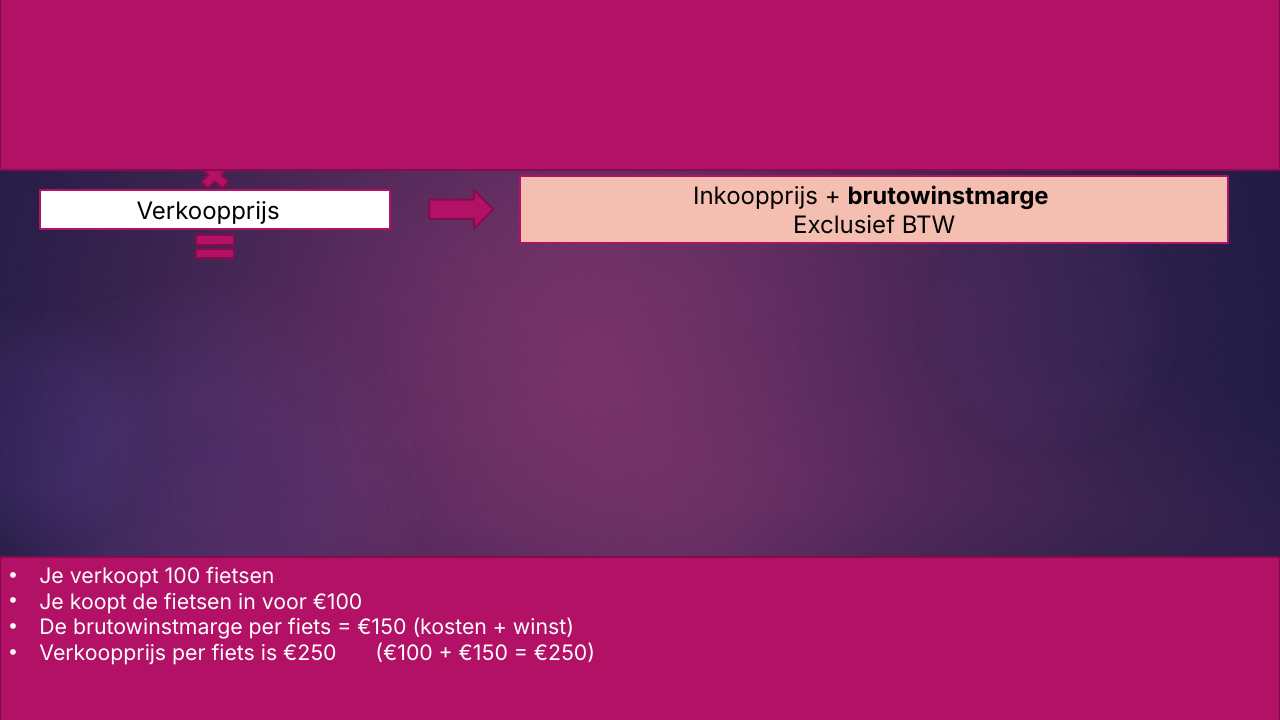 Verkoopprijs
Inkoopprijs + brutowinstmarge
Exclusief BTW
• Je verkoopt 100 fietsen
• Je koopt de fietsen in voor €100
• De brutowinstmarge per fiets = €150 (kosten + winst)
• Verkoopprijs per fiets is €250 (€100 + €150 = €250)